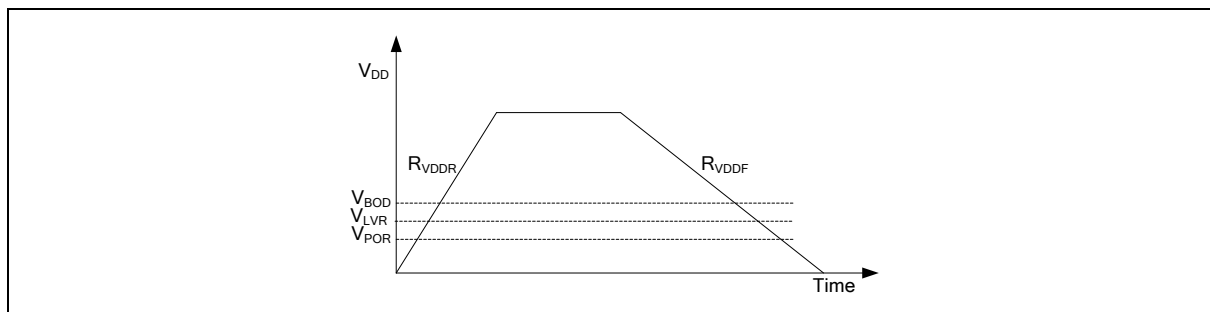 VDD
RVDDR
RVDDF
VBOD
VLVR
VPOR
Time